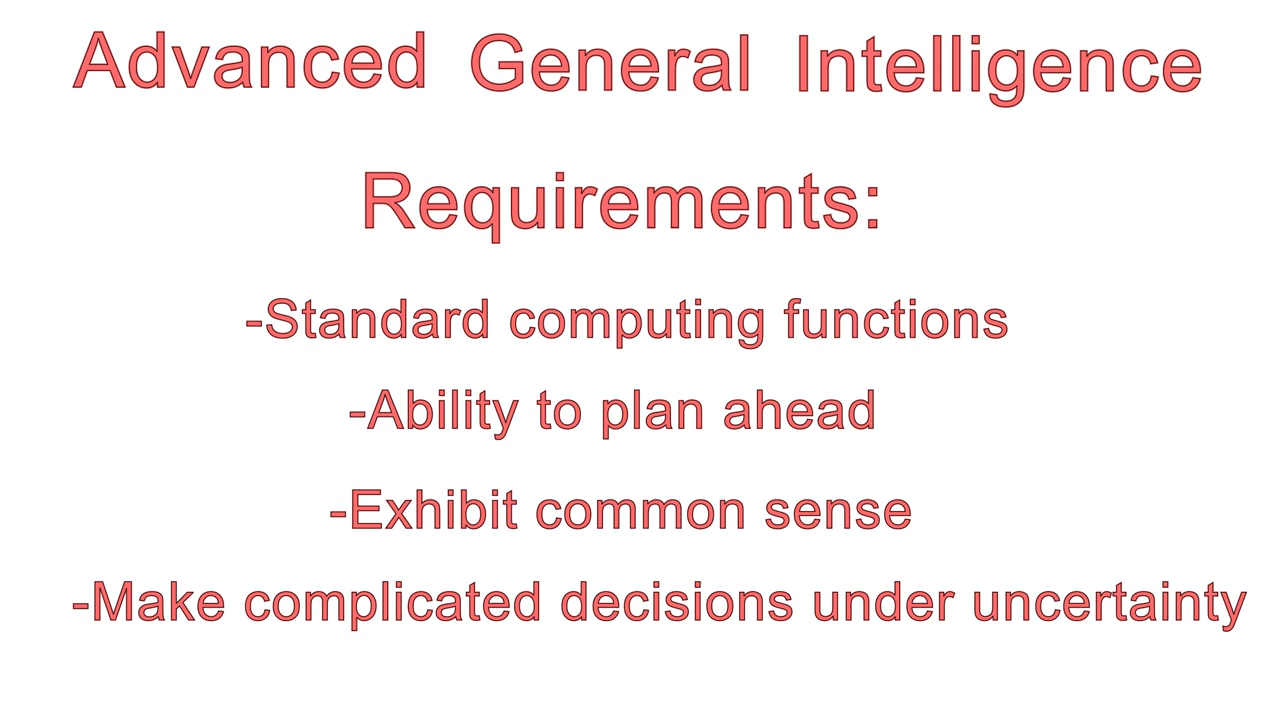 Advanced General Intelligence
Requirements:
-Standard computing functions
-Ability to plan ahead
-Exhibit common sense
-Make complicated decisions under uncertainty